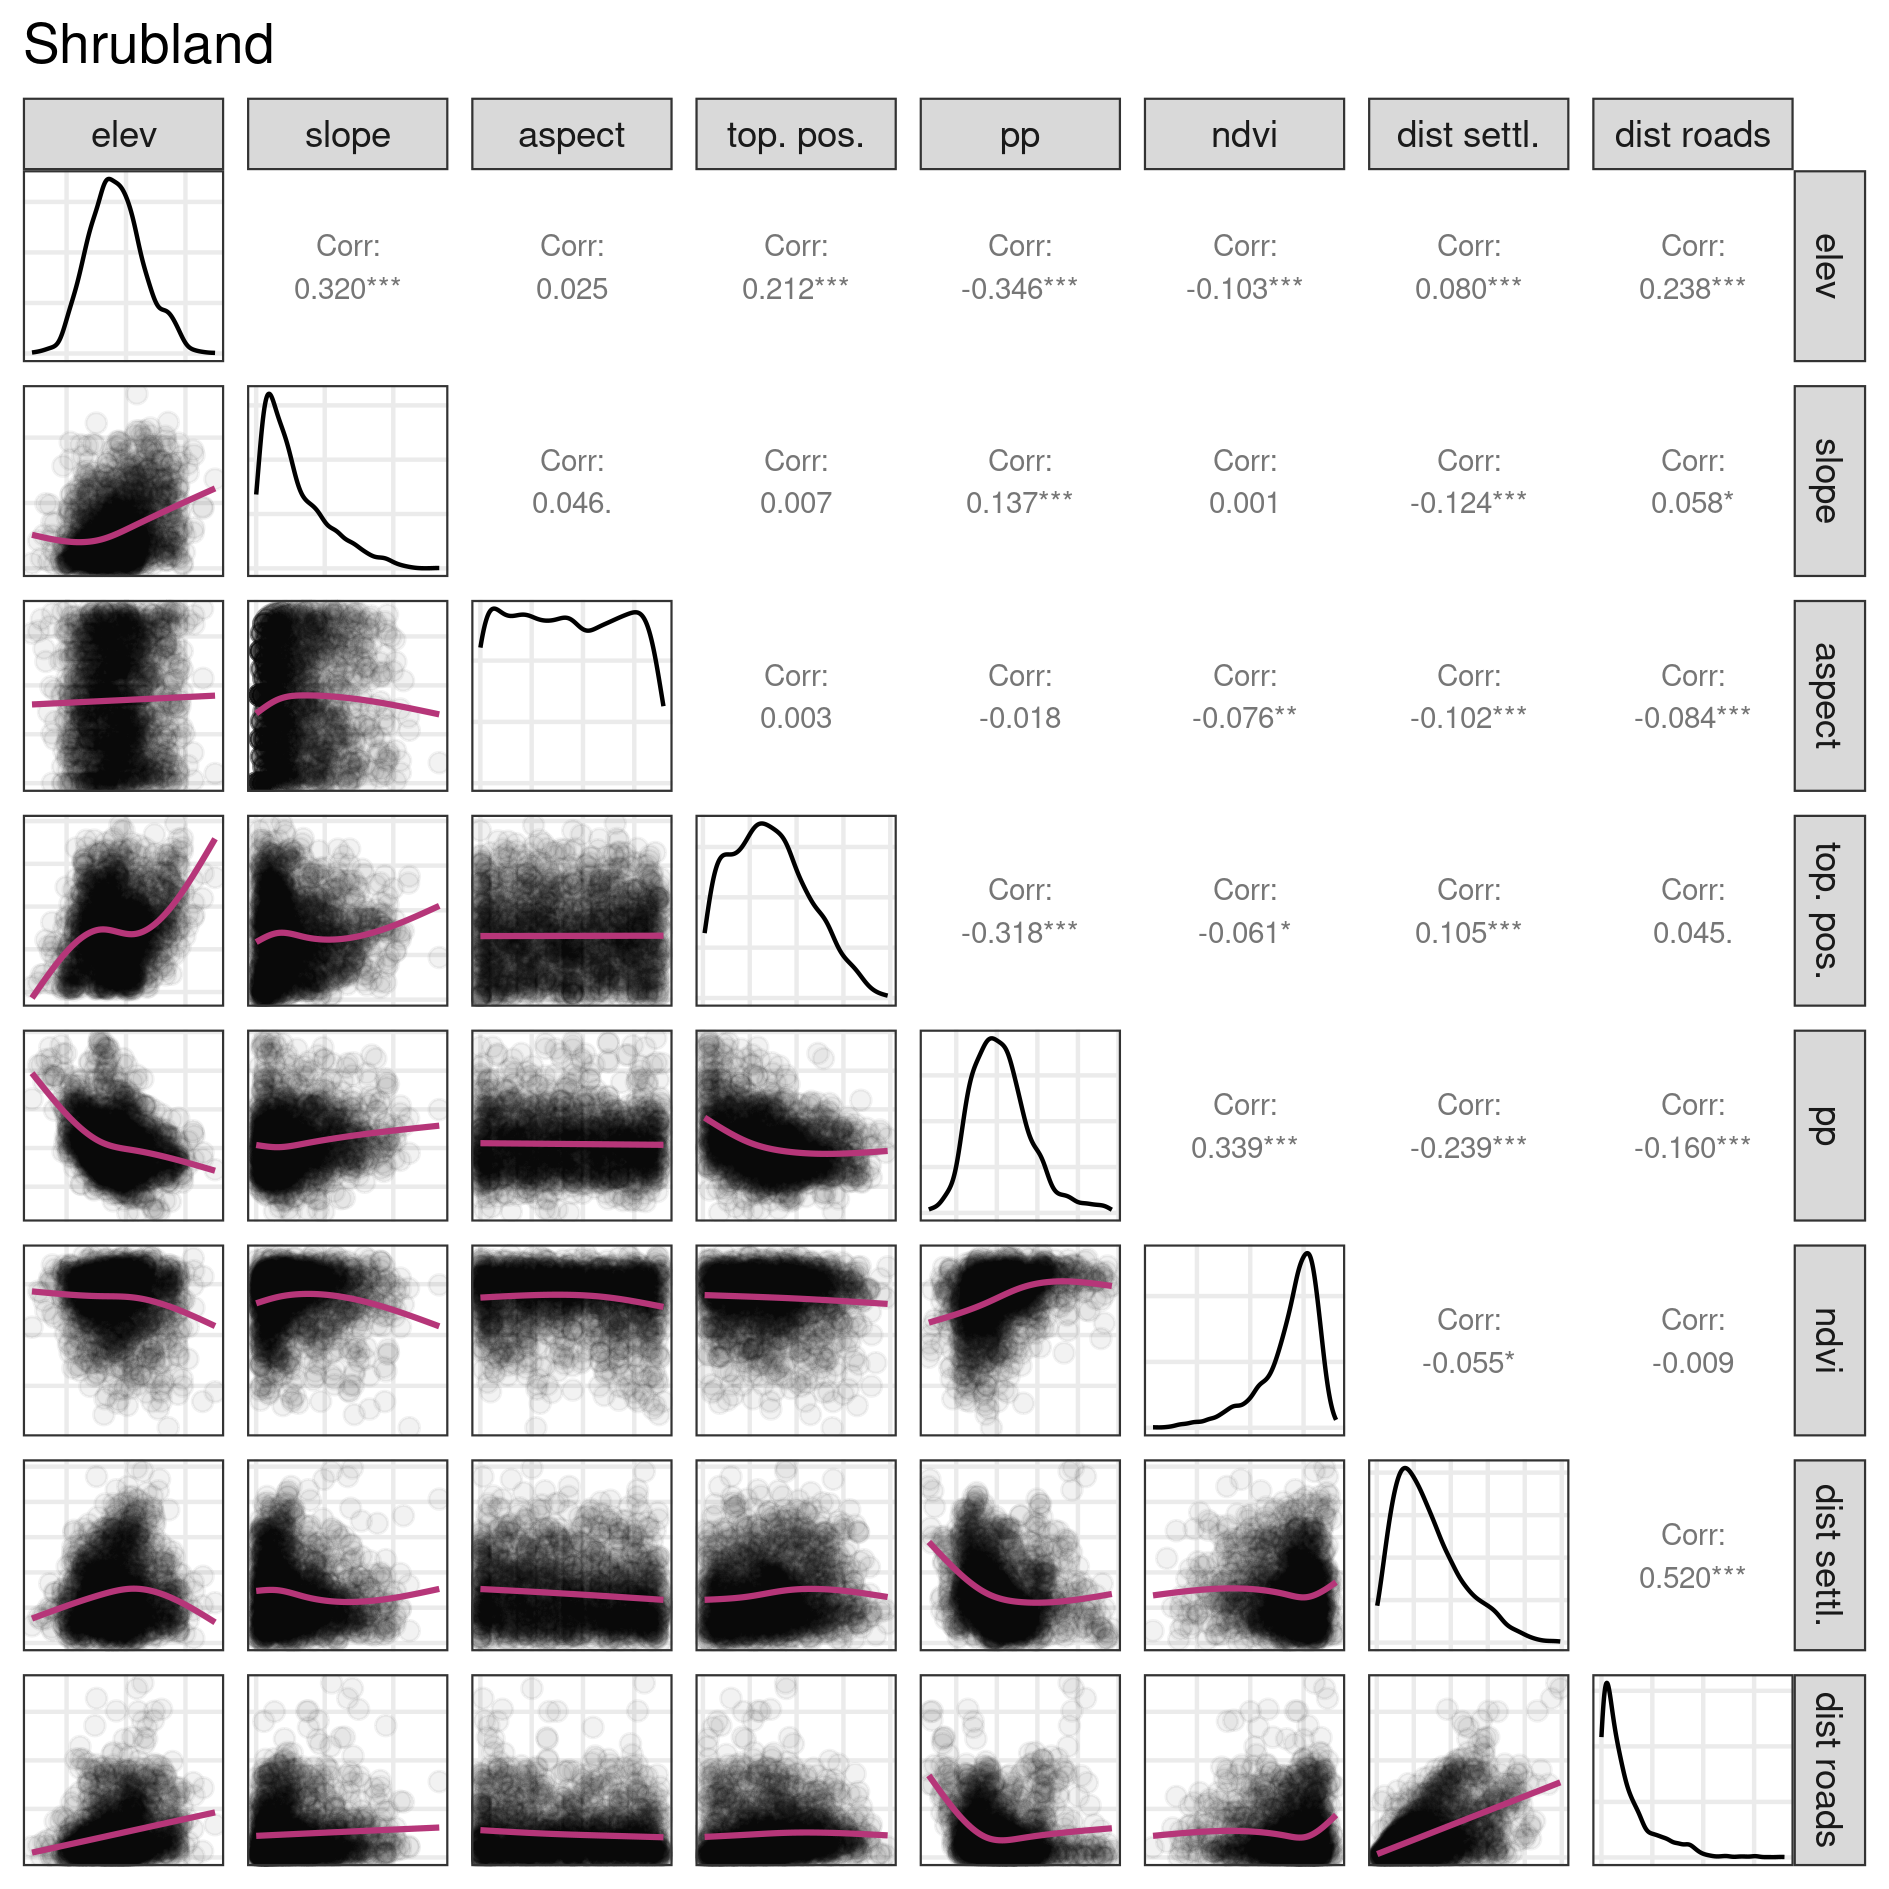 Shrubland
elev slope aspect top. pos. pp ndvi dist settl. dist roads
Corr: Corr: Corr: Corr: Corr: Corr: Corr:
0.320*** 0.025 0.212*** -0.346*** -0.103*** 0.080*** 0.238***
elev
Corr: Corr: Corr: Corr: Corr: Corr:
0.046. 0.007 0.137*** 0.001 -0.124*** 0.058*
slope
Corr: Corr: Corr: Corr: Corr:
0.003 -0.018 -0.076** -0.102*** -0.084***
aspect
Corr: Corr: Corr: Corr:
-0.318*** -0.061* 0.105*** 0.045.
top. pos.
Corr: Corr: Corr:
0.339*** -0.239*** -0.160***
pp
Corr: Corr:
-0.055* -0.009
ndvi
Corr:
0.520***
dist settl.
dist roads